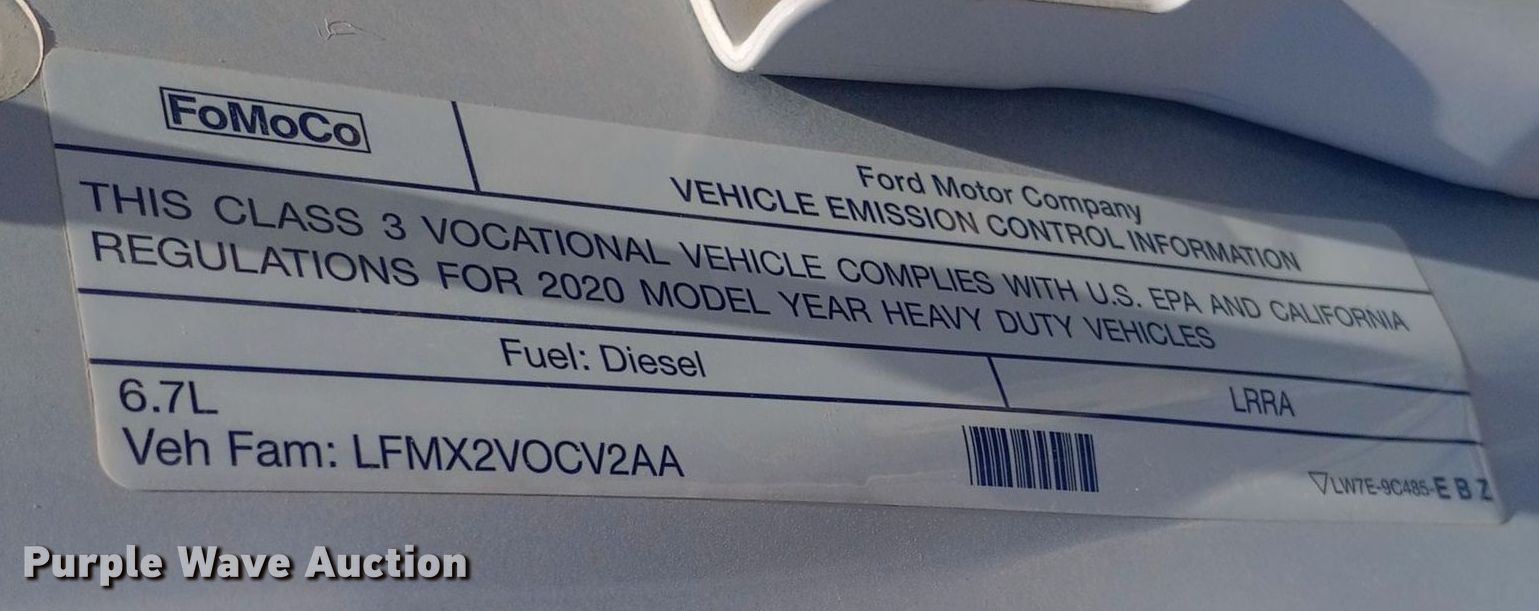 FoMoCo
Ford Motor Company
VEHICLE EMISSION CONTROL INFORMATION
THIS CLASS 3 VOCATIONAL VEHICLE COMPLIES WITH U.S. EPA AND CALIFORNIA
REGULATIONS FOR 2020 MODEL YEAR HEAVY DUTY VEHICLES
Fuel: Diesel
LRRA
6.7L
Veh Fam: LFMX2VOCV2AA
LW7E-9C485-E B Z
Purple Wave Auction